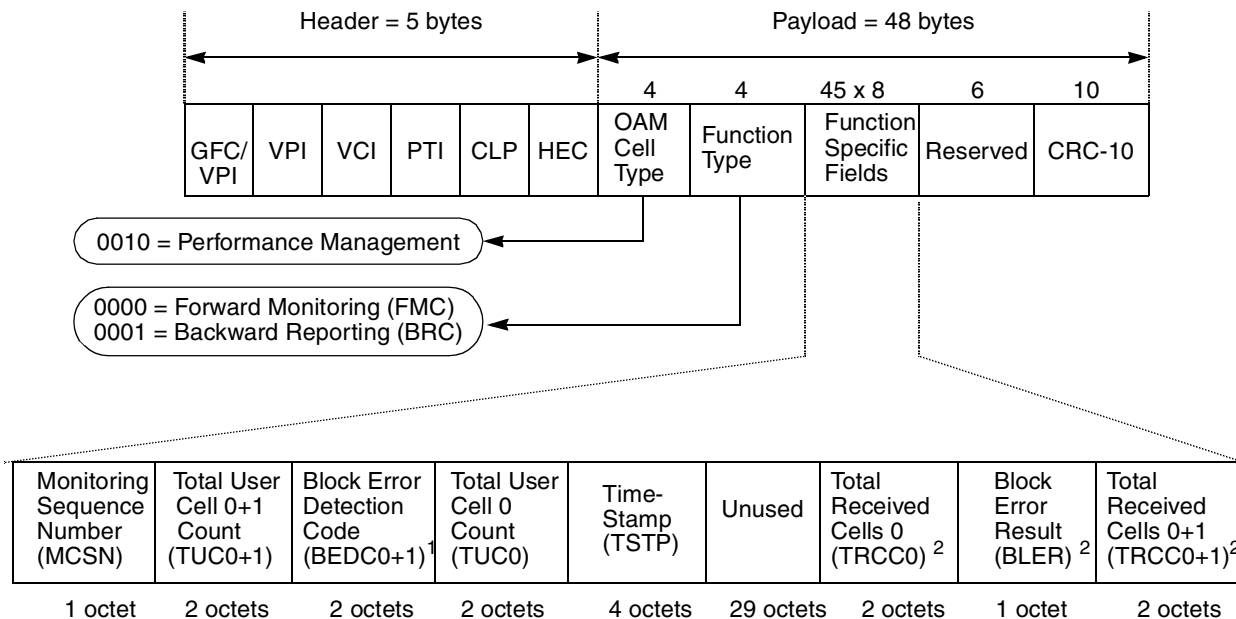 Header = 5 bytes
Payload = 48 bytes
4
4
45 x 8
6
10
GFC/
VPI
VPI
VCI
PTI
CLP
HEC
OAM
Cell
Type
Function
Type
Function
Specific
Fields
Reserved
CRC-10
0010 = Performance Management
0000 = Forward Monitoring (FMC)
0001 = Backward Reporting (BRC)
Monitoring
Sequence
Number
(MCSN)
Total User
Cell 0+1
Count
(TUC0+1)
Block Error
Detection
Code
(BEDC0+1) 1
Total User
Cell 0
Count
(TUC0)
Time-
Stamp
(TSTP)
Unused
Total
Received
Cells 0
(TRCC0) 2
Block
Error
Result
(BLER) 2
Total
Received
Cells 0+1
(TRCC0+1) 2
1 octet
2 octets
2 octets
2 octets
4 octets
29 octets
2 octets
1 octet
2 octets